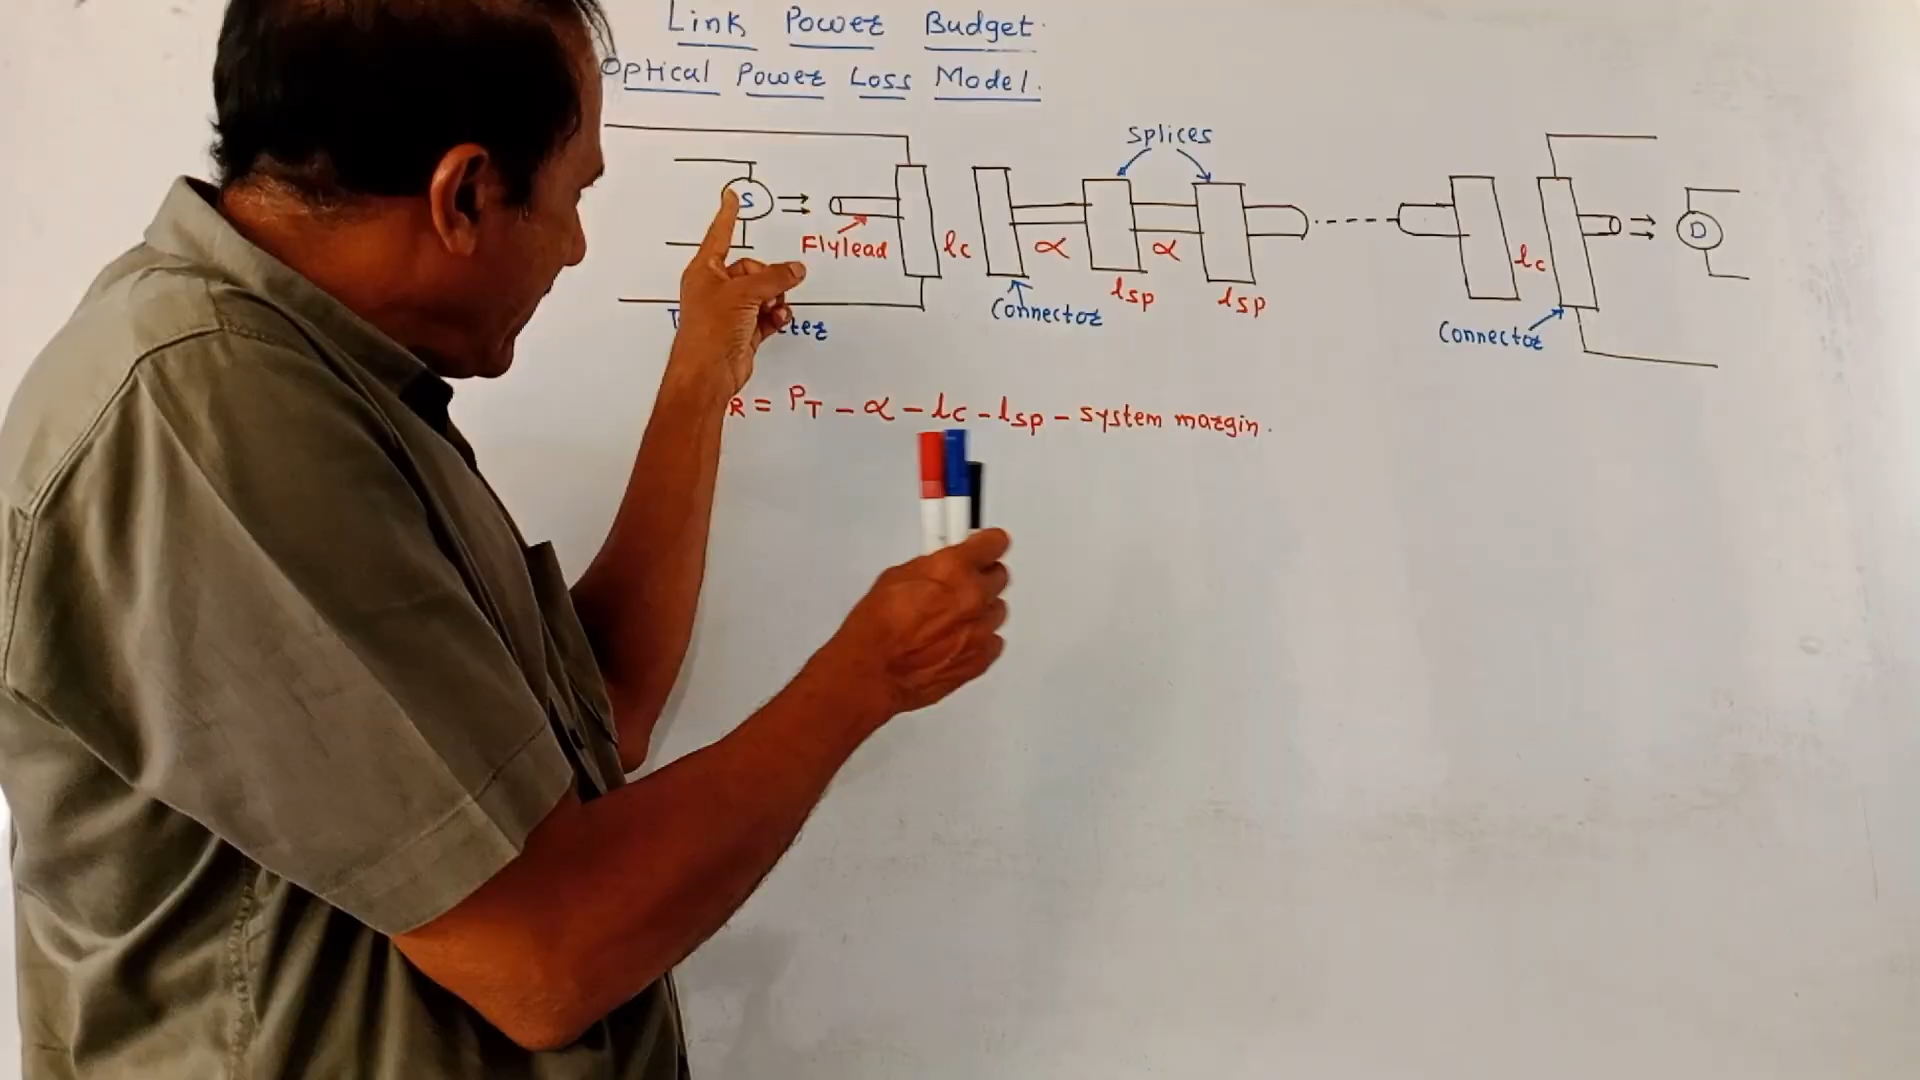 Link Power Budget.
Optical Power Loss Model.
Splices
S
D
Flylead
lc
α
α
lc
lsp
lsp
Connector
Connector
R = PT - α - lc - lsp - system margin.